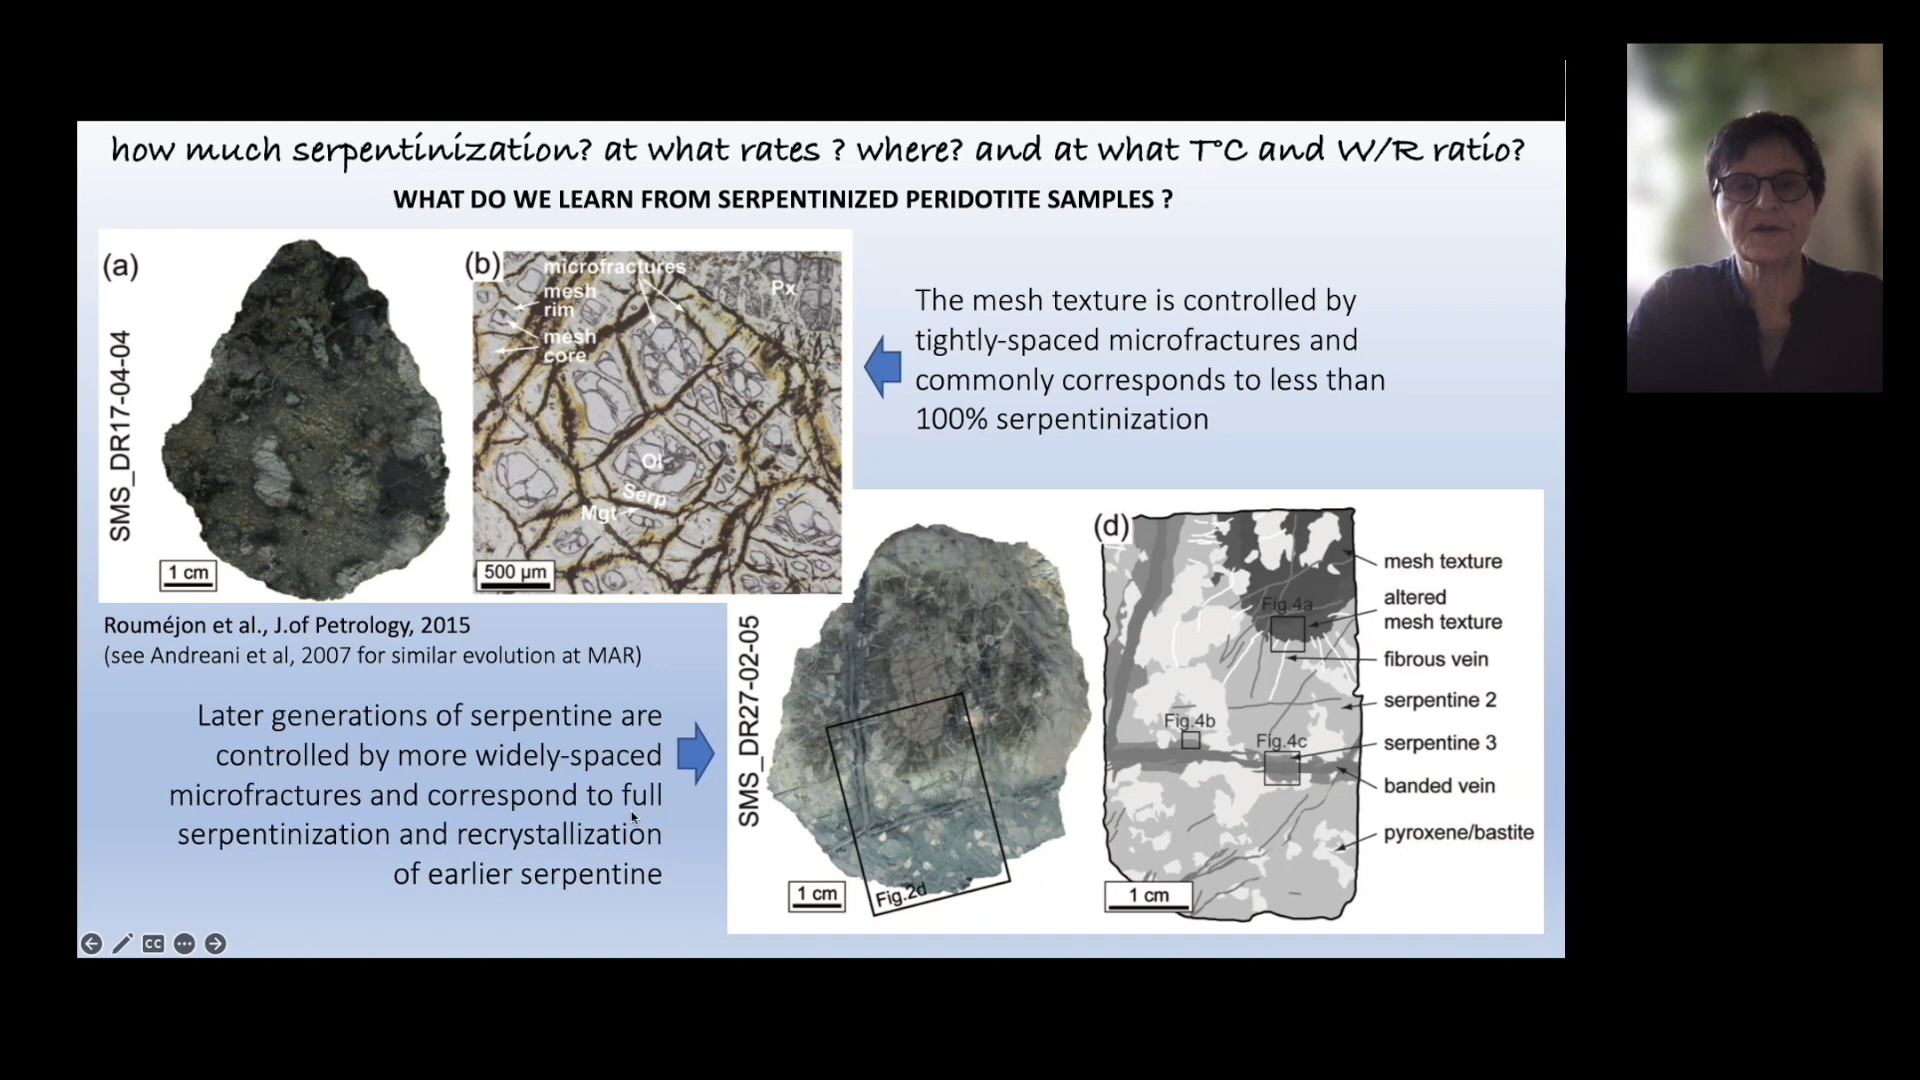 how much serpentinization? at what rates ? where? and at what T°C and W/R ratio?
WHAT DO WE LEARN FROM SERPENTINIZED PERIDOTITE SAMPLES ?
(a)
SMS_DR17-04-04
1 cm
(b)
microfractures
mesh
rim
mesh
core
Px
Ol
Serp
Mgt
500 µm
The mesh texture is controlled by
tightly-spaced microfractures and
commonly corresponds to less than
100% serpentinization
Rouméjon et al., J.of Petrology, 2015
(see Andreani et al, 2007 for similar evolution at MAR)
Later generations of serpentine are
controlled by more widely-spaced
microfractures and correspond to full
serpentinization and recrystallization
of earlier serpentine
SMS_DR27-02-05
1 cm
Fig.2d
(d)
Fig.4a
Fig.4b
Fig.4c
1 cm
mesh texture
altered
mesh texture
fibrous vein
serpentine 2
serpentine 3
banded vein
pyroxene/bastite
CC